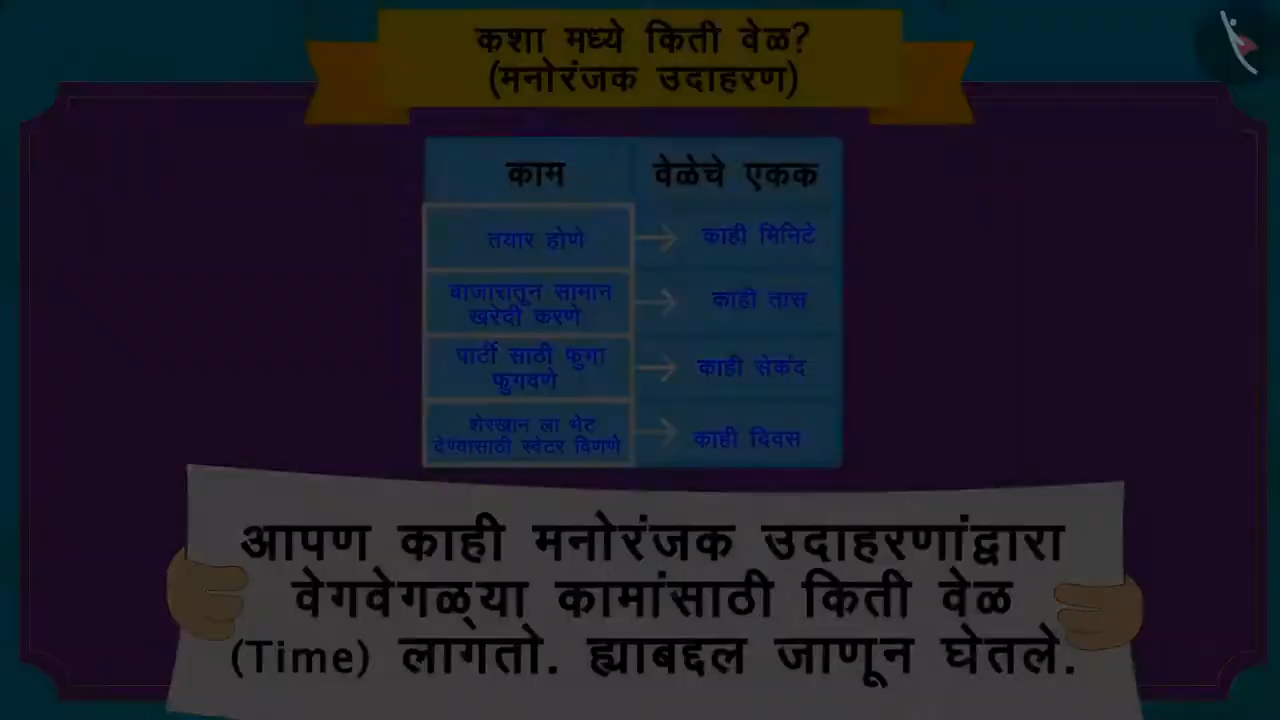 कशा मध्ये किती वेळ?
(मनोरंजक उदाहरण)
काम वेळेचे एकक
तयार होणे काही मिनिटे
बाजारातून सामान
खरेदी करणे काही तास
पार्टी साठी फुगा
फुगवणे काही सेकंद
शेरखान ला भेट
देण्यासाठी स्वेटर विणणे काही दिवस
आपण काही मनोरंजक उदाहरणांद्वारा
वेगवेगळ्या कामांसाठी किती वेळ
(Time) लागतो. ह्याबद्दल जाणून घेतले.